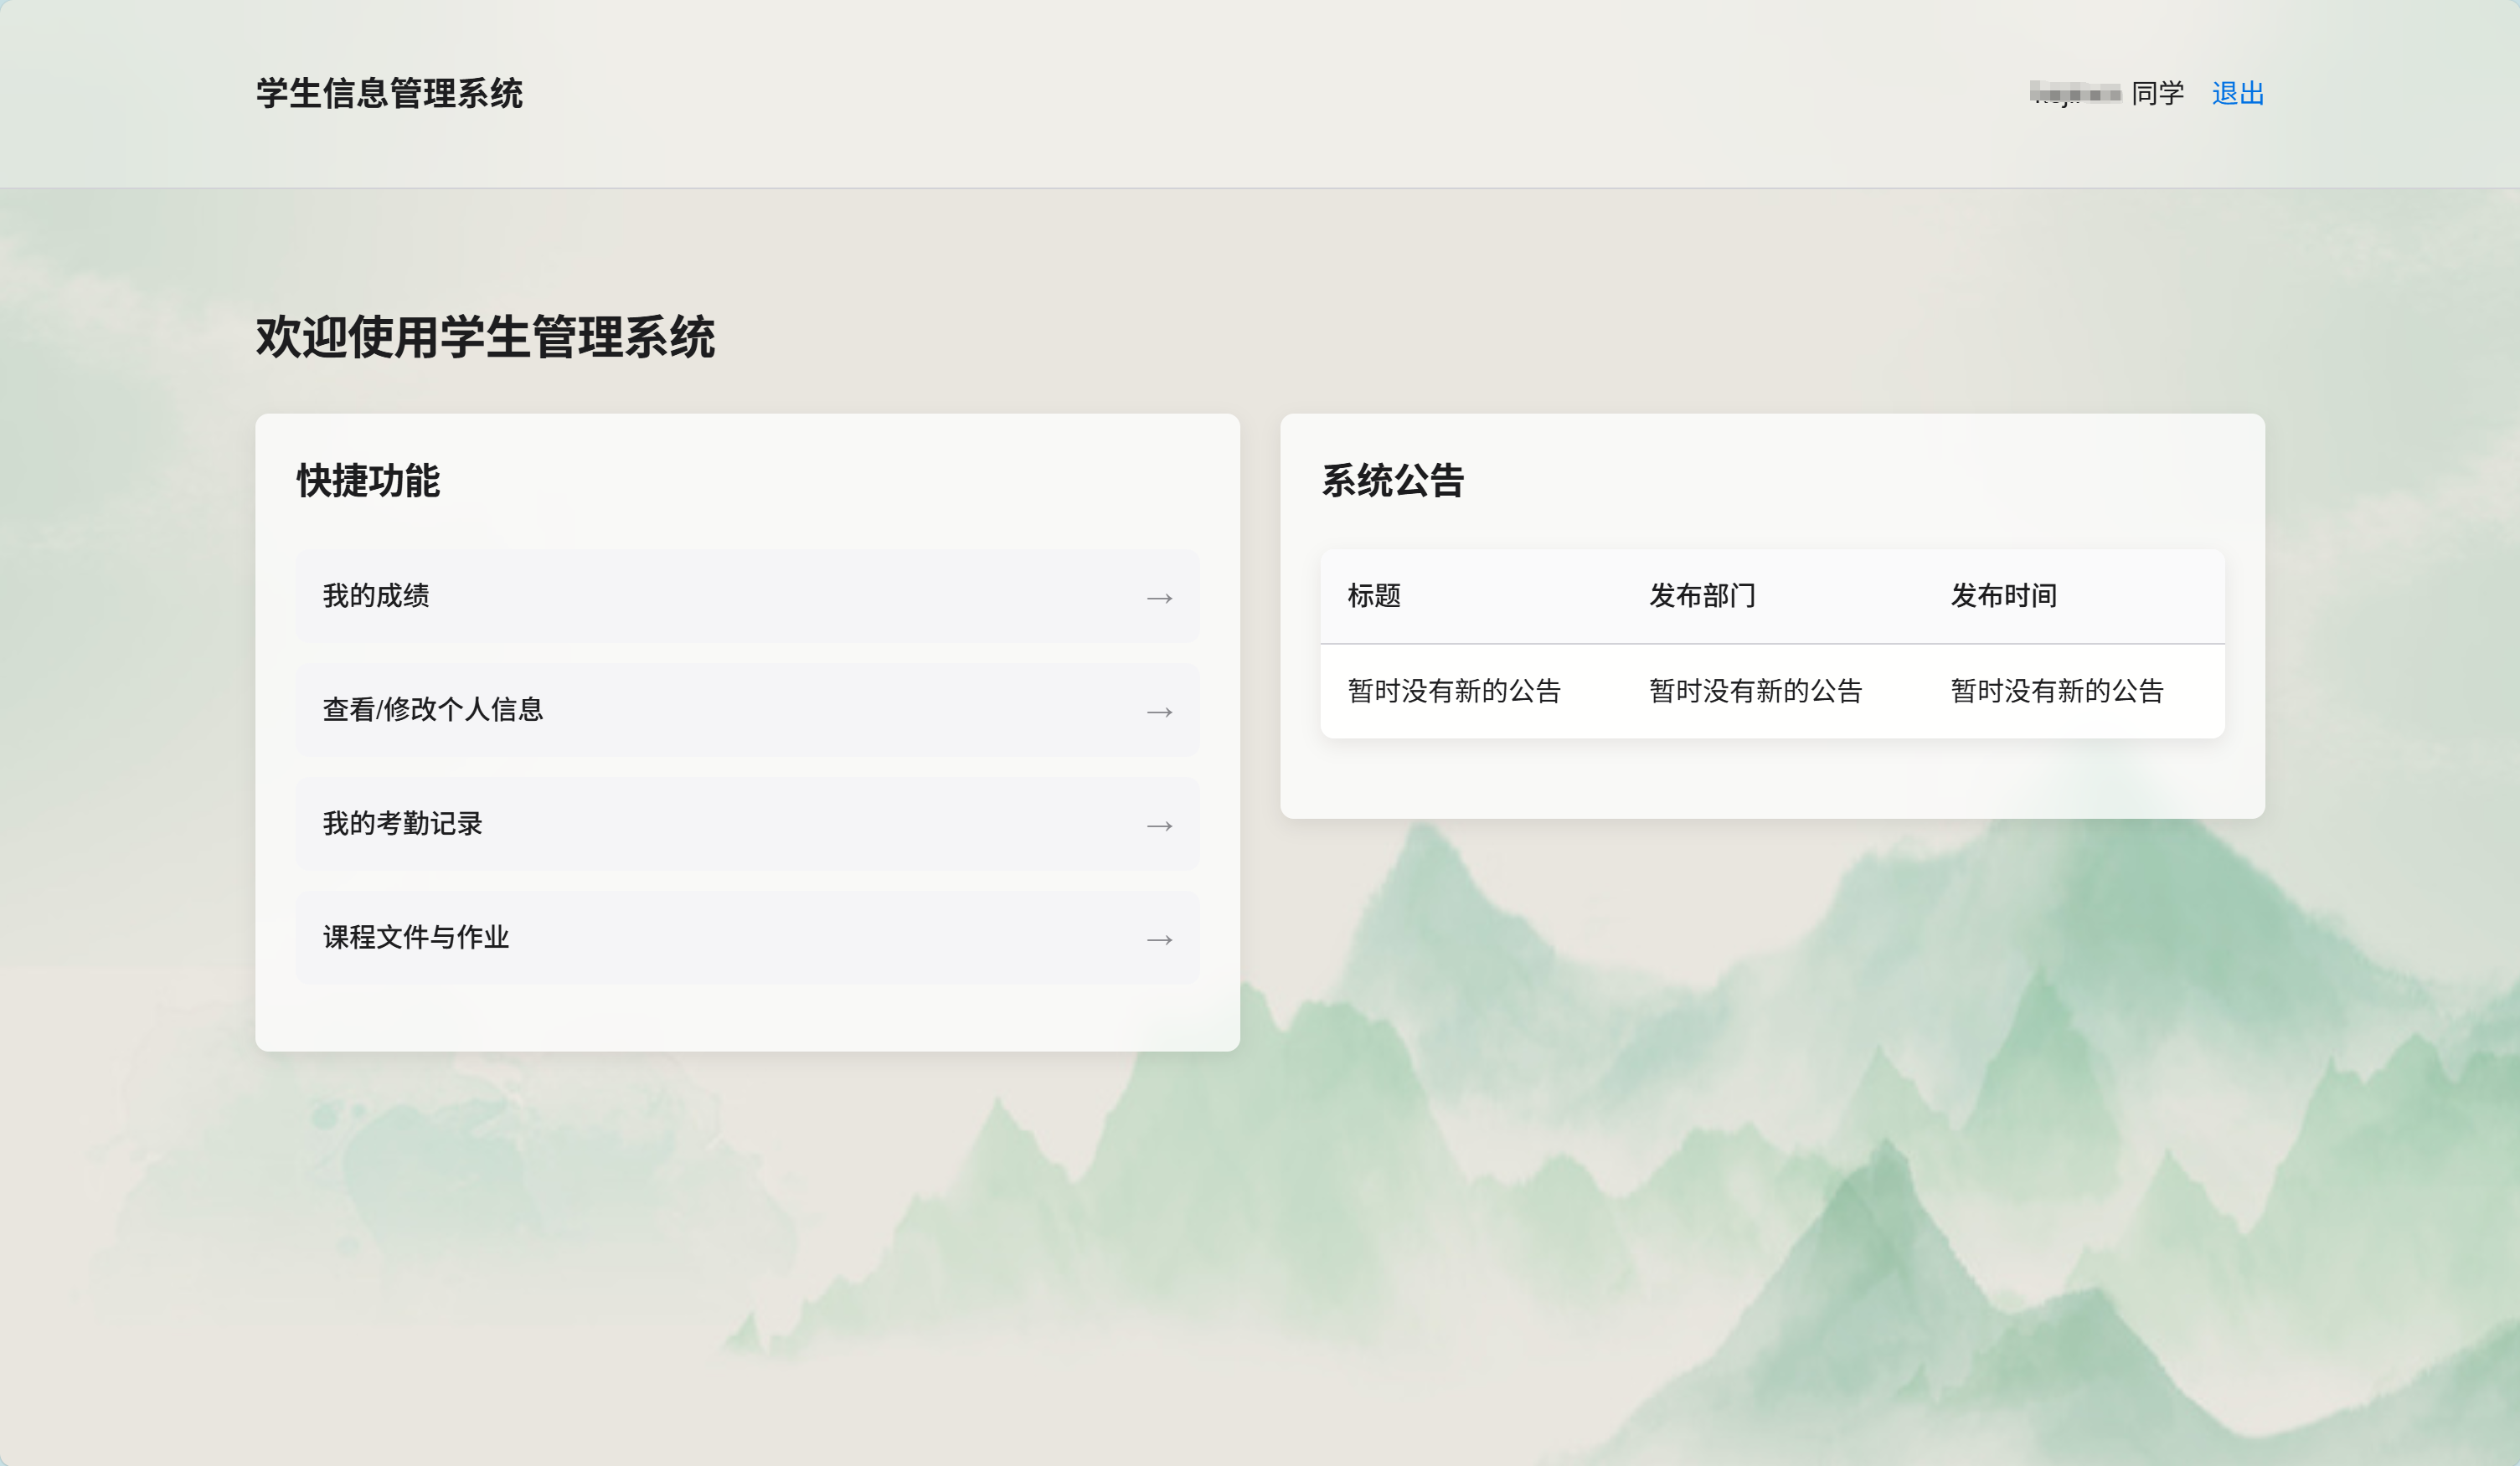 学生信息管理系统
同学 退出
欢迎使用学生管理系统
快捷功能
我的成绩 →
查看/修改个人信息 →
我的考勤记录 →
课程文件与作业 →
系统公告
标题 发布部门 发布时间
暂时没有新的公告 暂时没有新的公告 暂时没有新的公告